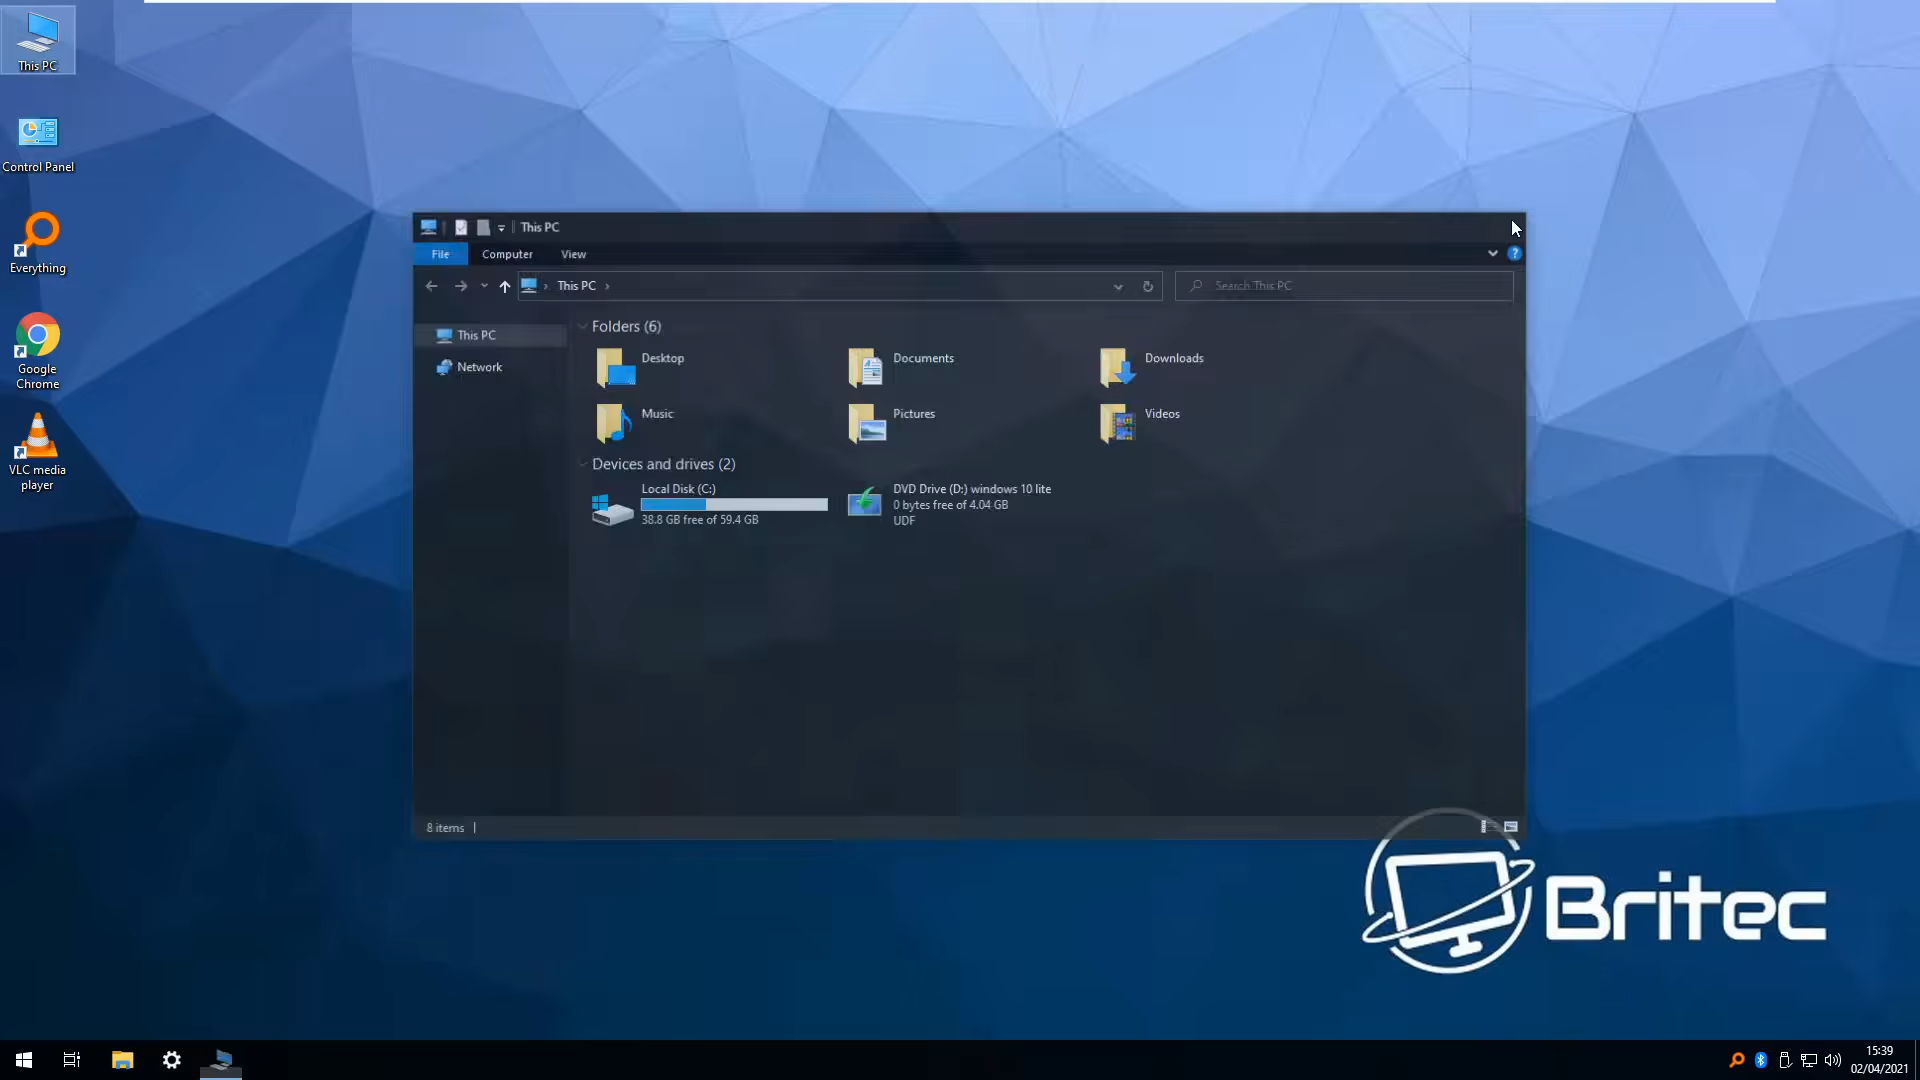 This PC
Control Panel
Everything
Google
Chrome
VLC media
player
This PC
File
Computer
View
This PC
Search This PC
This PC
Network
Folders (6)
Desktop
Documents
Downloads
Music
Pictures
Videos
Devices and drives (2)
Local Disk (C:)
38.8 GB free of 59.4 GB
DVD Drive (D:) windows 10 lite
0 bytes free of 4.04 GB
UDF
8 items
Britec
15:39
02/04/2021